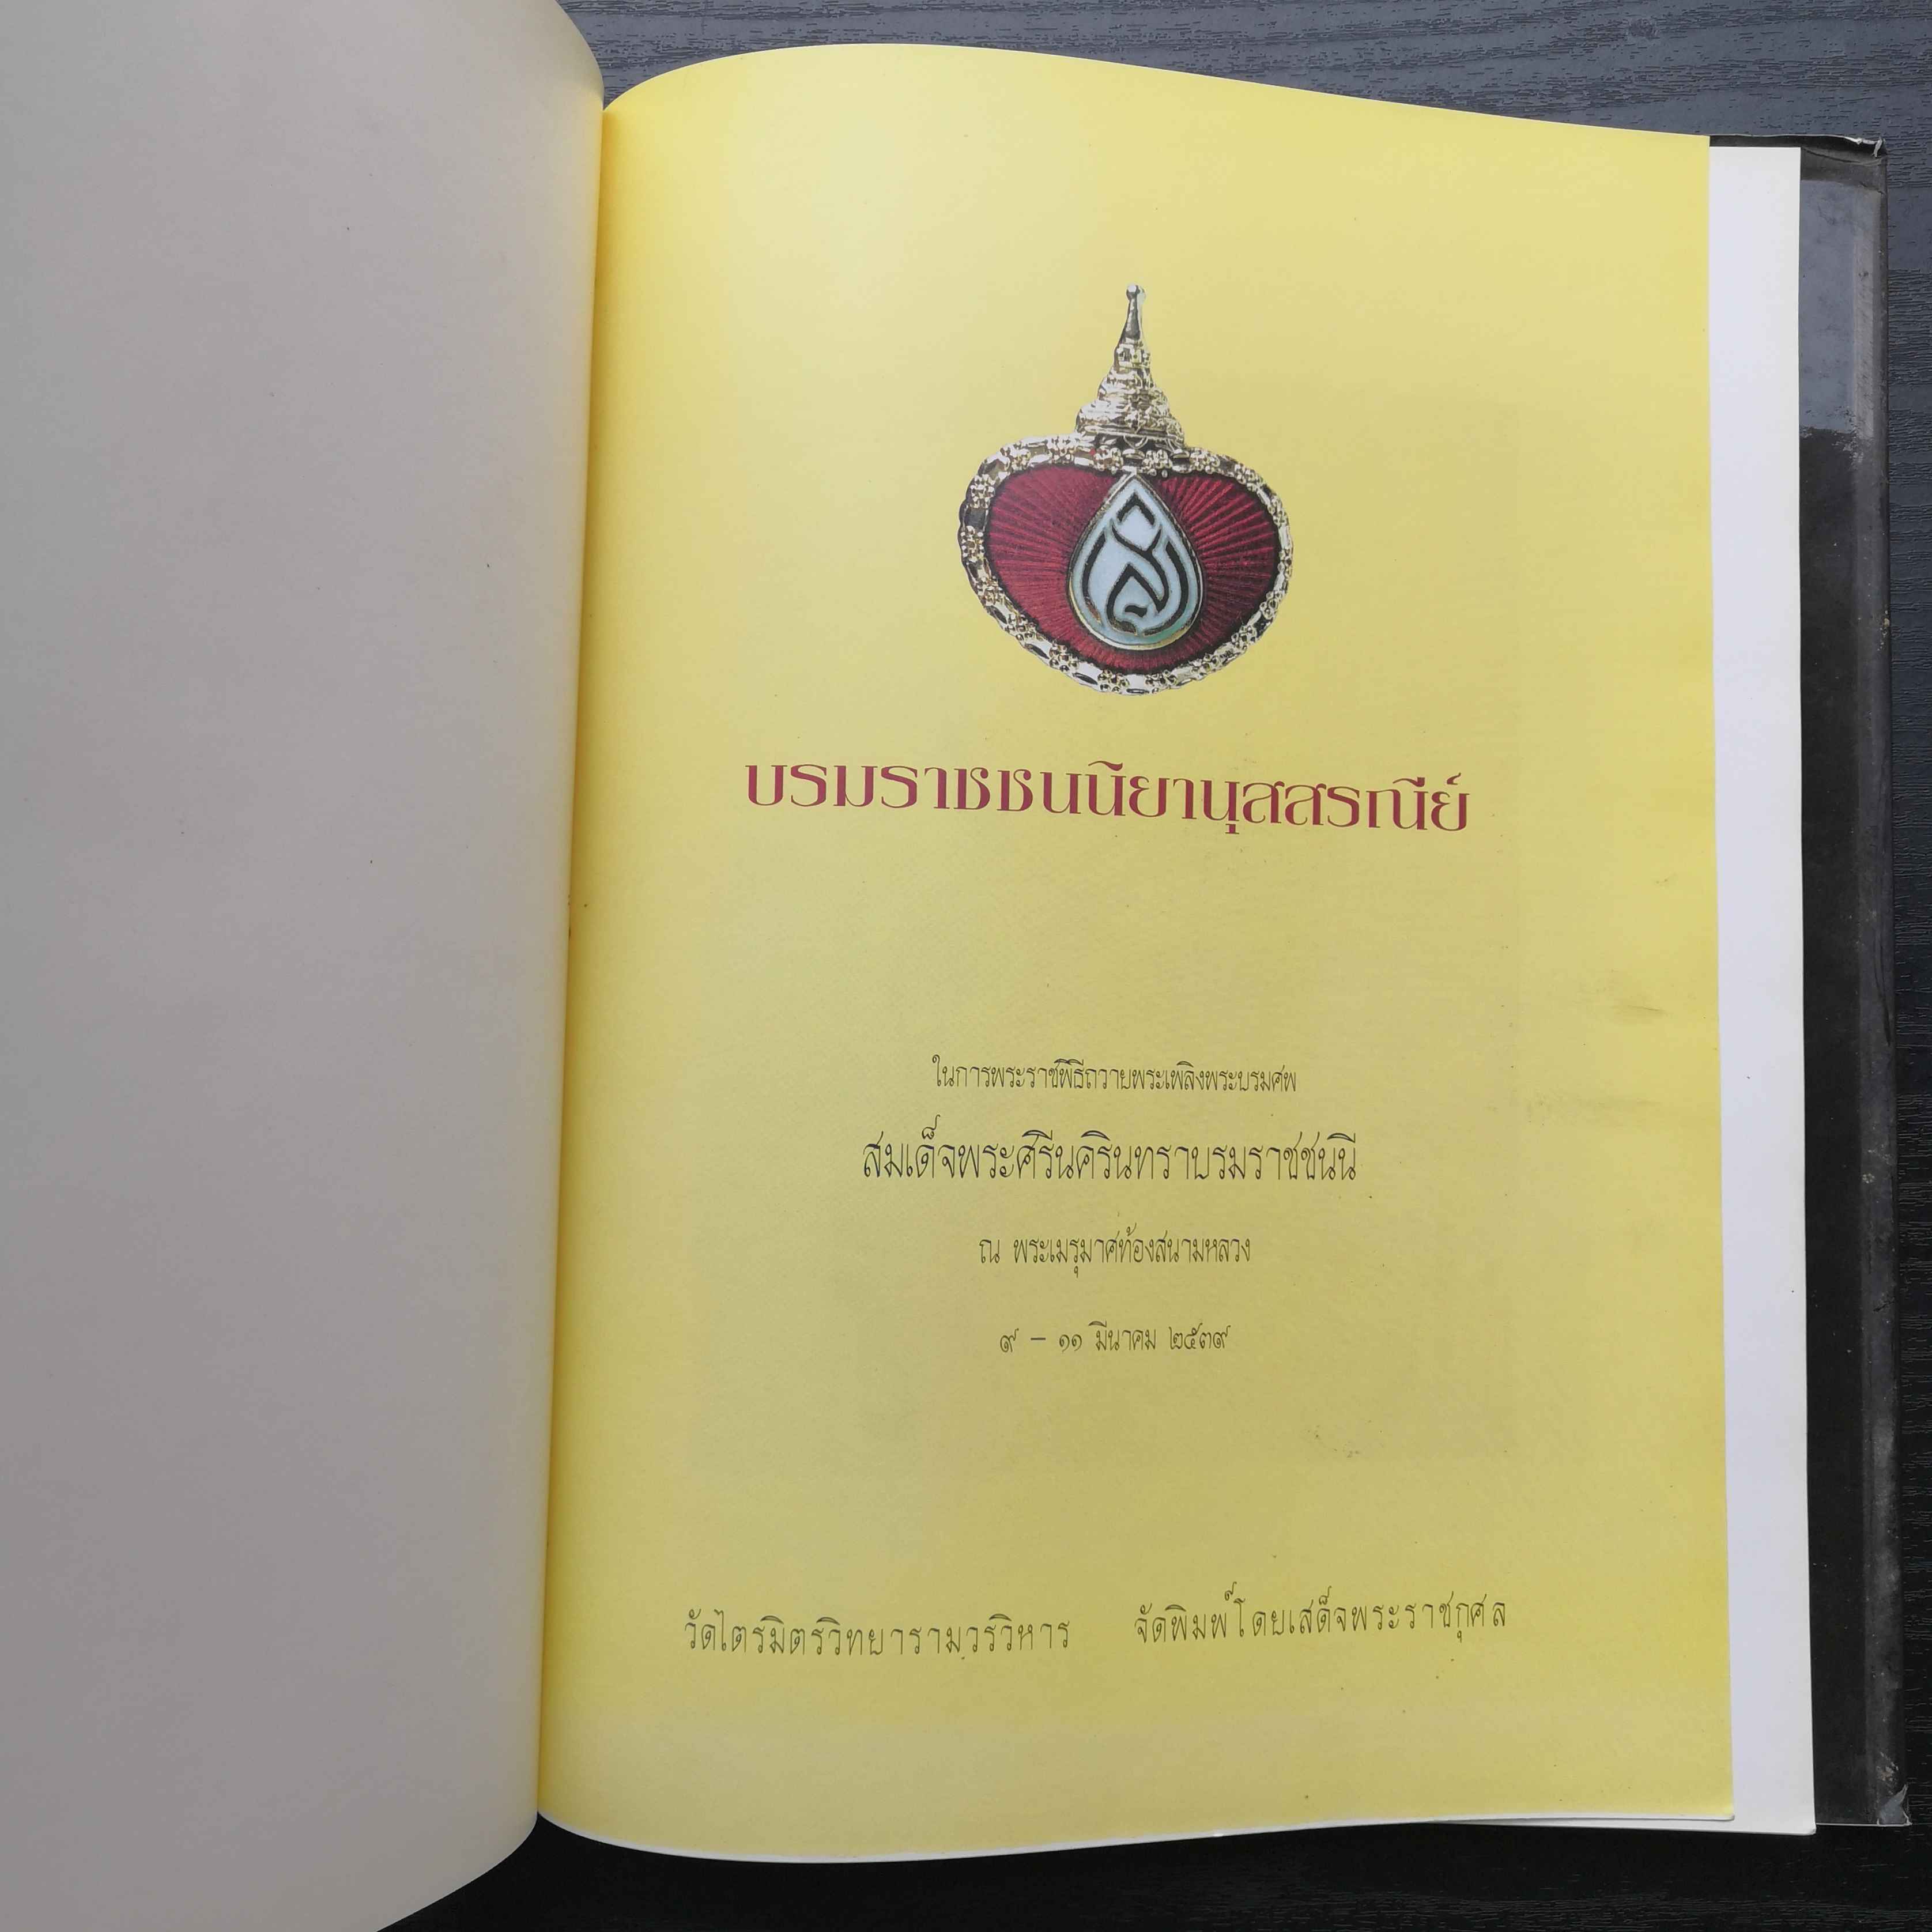 บรมราชชนนียานุสสรณีย์
ในการพระราชพิธีถวายพระเพลิงพระบรมศพ
สมเด็จพระศรีนครินทราบรมราชชนนี
ณ พระเมรุมาศท้องสนามหลวง
๙ - ๑๑ มีนาคม ๒๕๓๙
วัดไตรมิตรวิทยารามวรวิหาร จัดพิมพ์โดยเสด็จพระราชกุศล